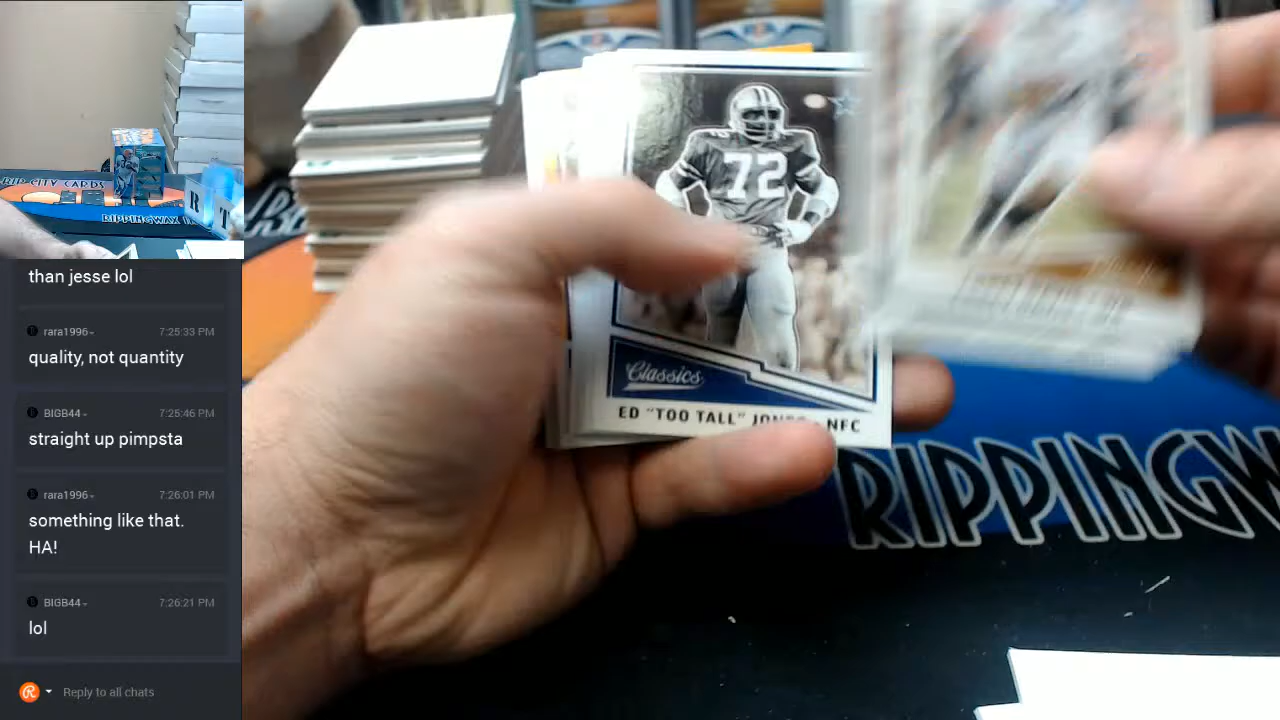 RIP CITY CARDS
RIPPINGWAX
R T
than jesse lol
rara1996
7:25:33 PM
quality, not quantity
BIGB44
7:25:46 PM
straight up pimpsta
rara1996
7:26:01 PM
something like that.
HA!
BIGB44
7:26:21 PM
lol
Reply to all chats
72
Classics
ED "TOO TALL" JONES NFC
RIPPINGW